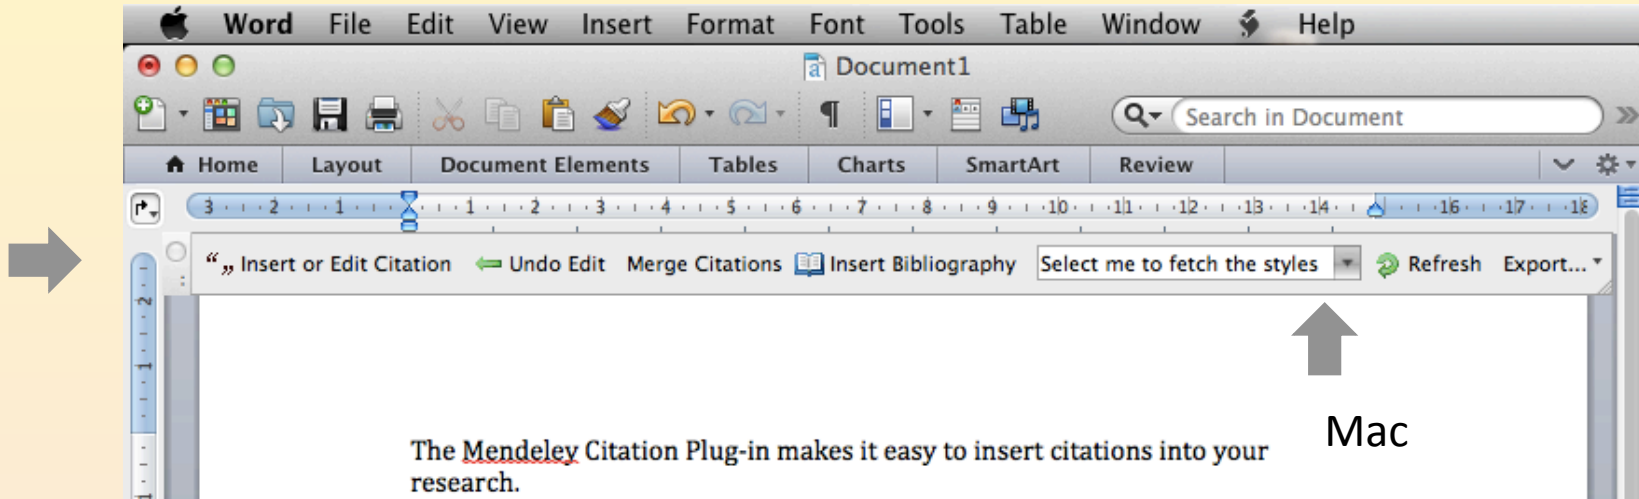 Word File Edit View Insert Format Font Tools Table Window Help
Document1
Search in Document
Home Layout Document Elements Tables Charts SmartArt Review
3 2 1 1 2 3 4 5 6 7 8 9 10 11 12 13 14 16 17 18
“ „ Insert or Edit Citation Undo Edit Merge Citations Insert Bibliography Select me to fetch the styles Refresh Export...
2
1
1
Mac
The Mendeley Citation Plug-in makes it easy to insert citations into your
research.